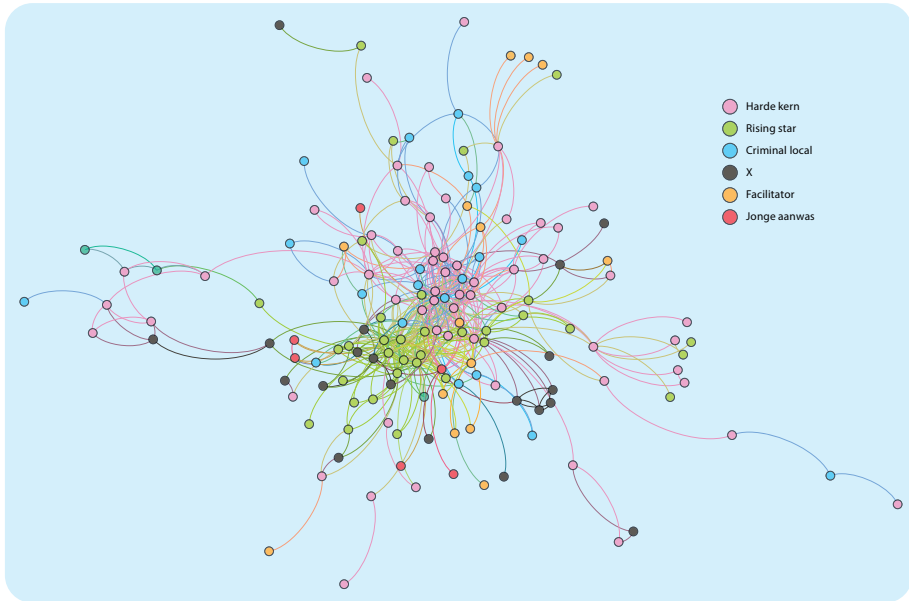 Harde kern
Rising star
Criminal local
X
Facilitator
Jonge aanwas